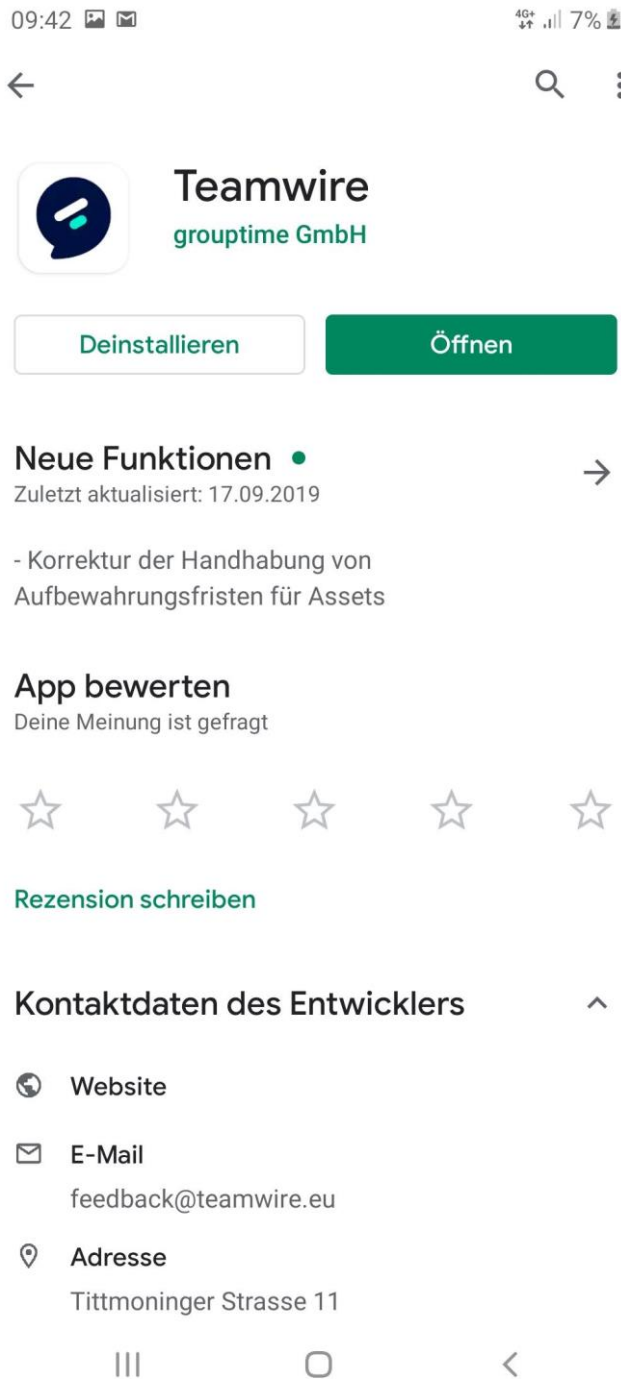 09:42
4G+ 7%
Teamwire
grouptime GmbH
Deinstallieren
Öffnen
Neue Funktionen
Zuletzt aktualisiert: 17.09.2019
- Korrektur der Handhabung von
Aufbewahrungsfristen für Assets
App bewerten
Deine Meinung ist gefragt
Rezension schreiben
Kontaktdaten des Entwicklers
Website
E-Mail
feedback@teamwire.eu
Adresse
Tittmoninger Strasse 11